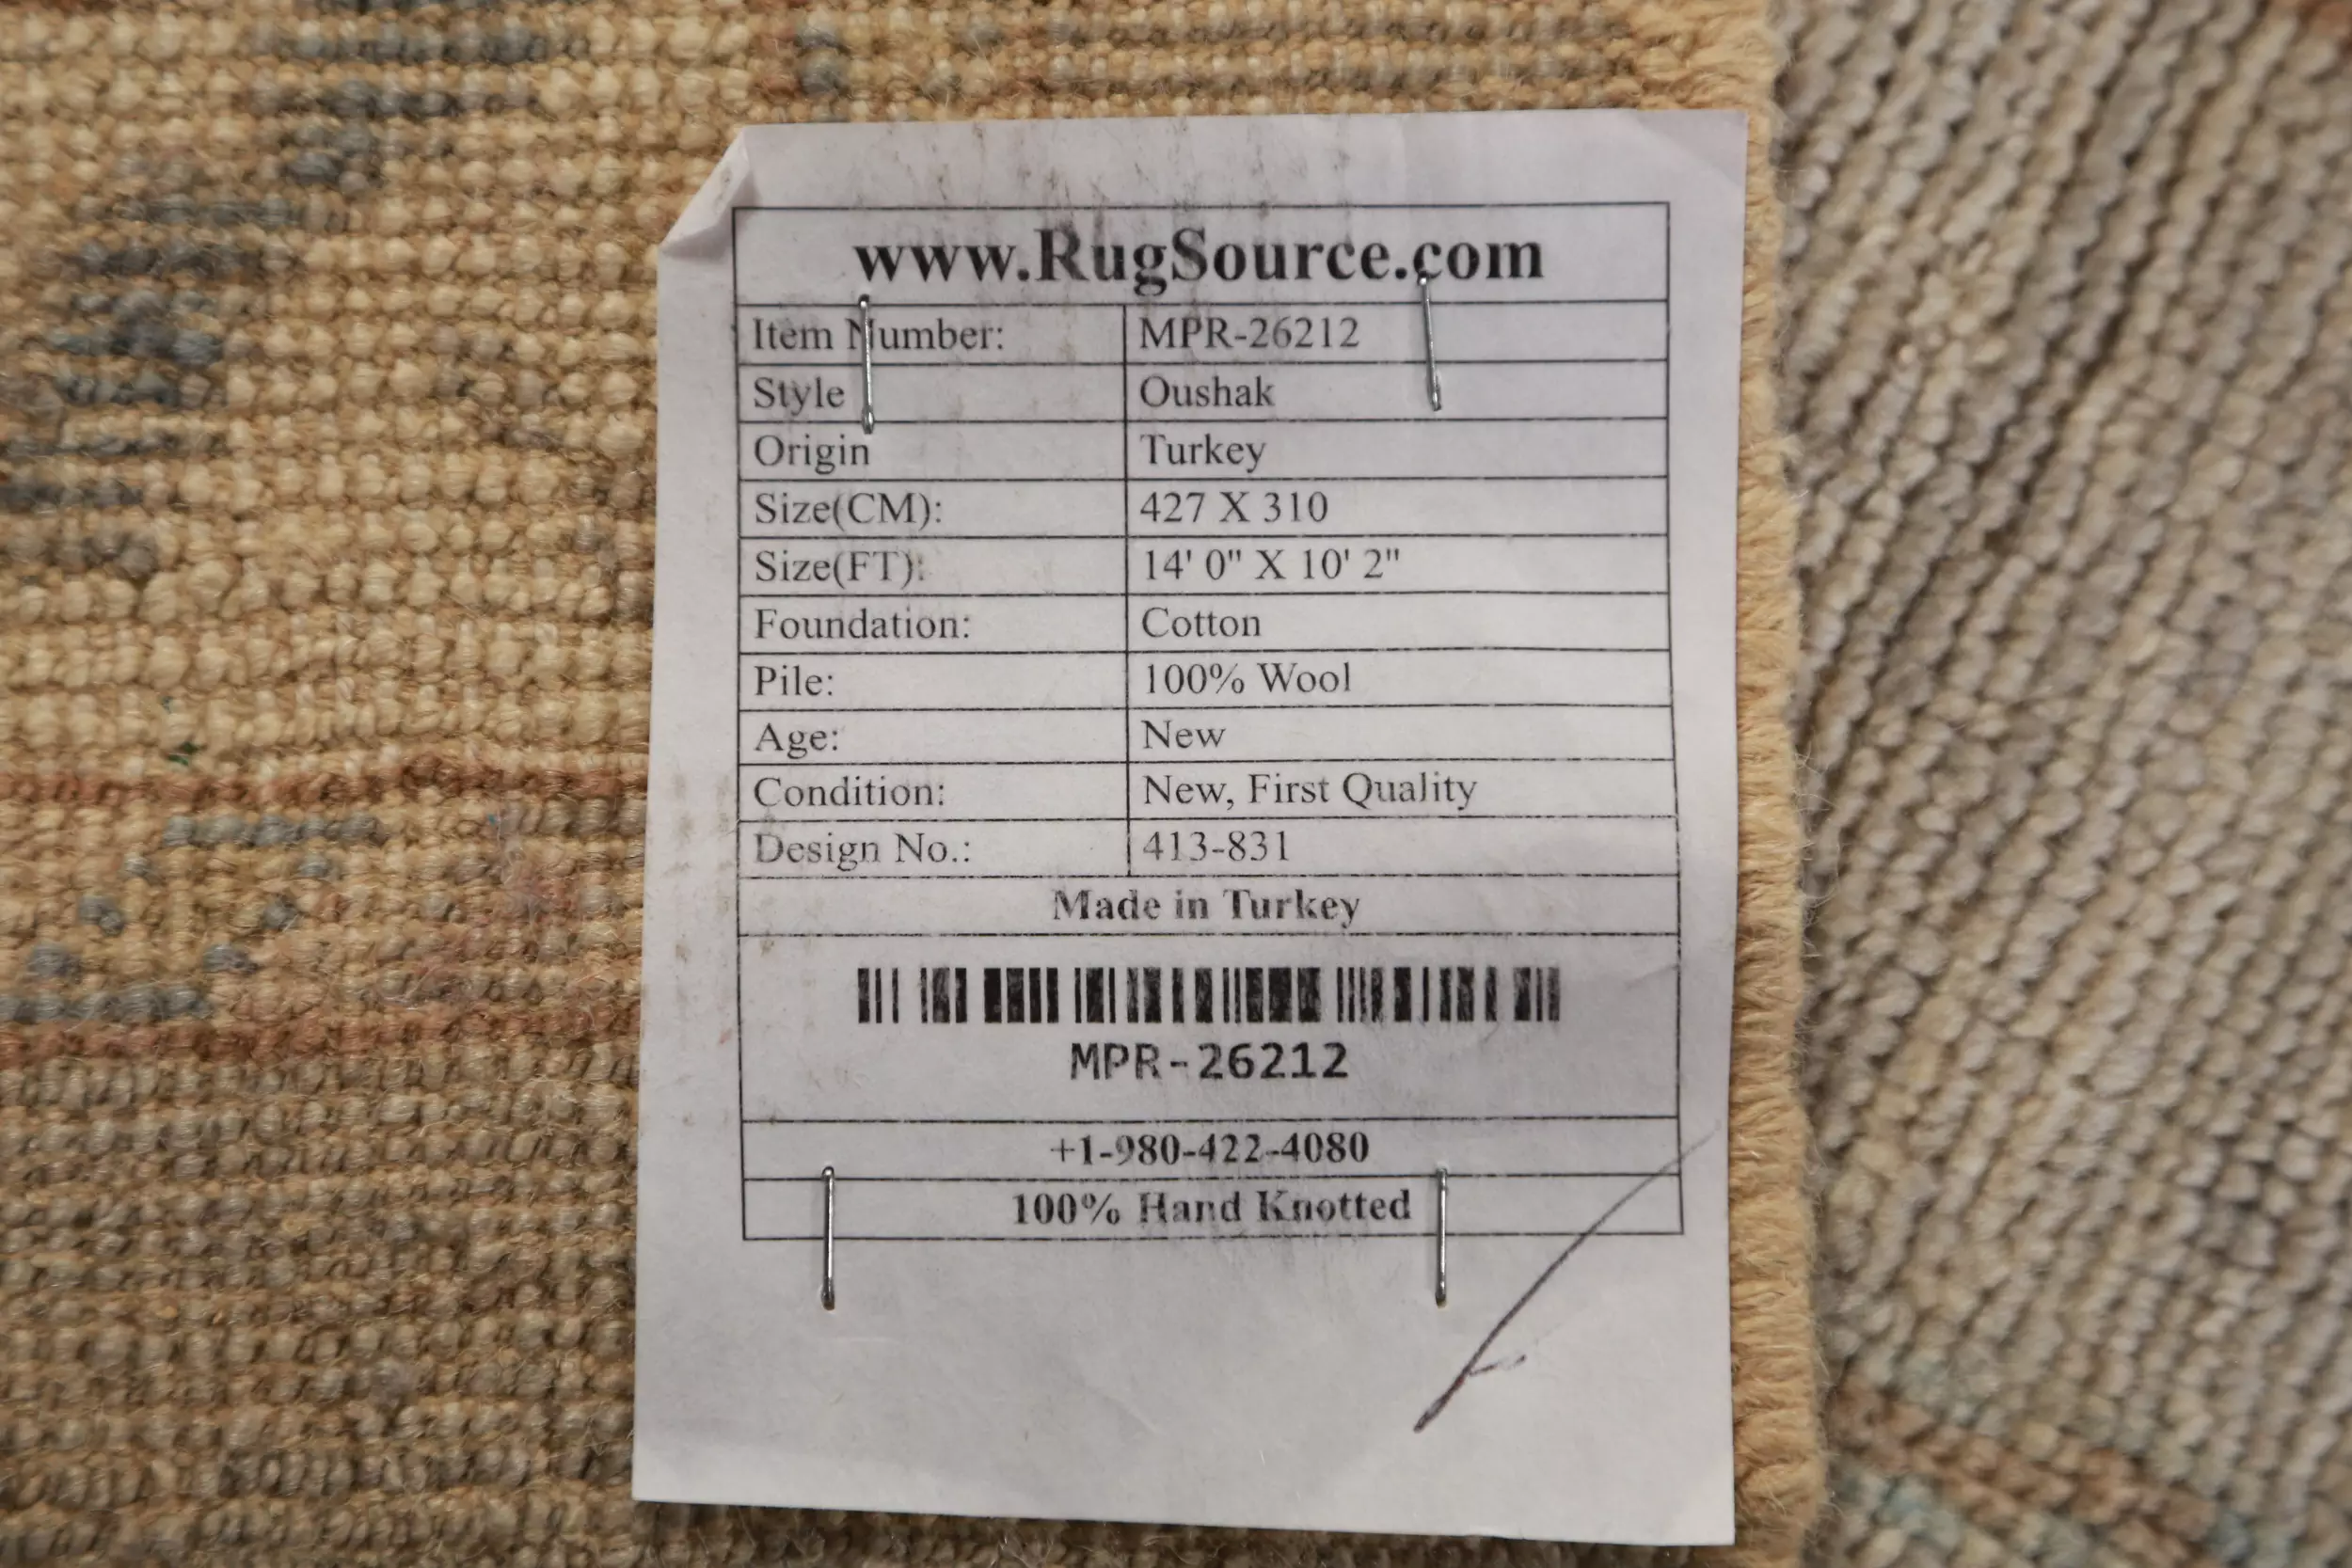 www.RugSource.com
Item Number: MPR-26212
Style Oushak
Origin Turkey
Size(CM): 427 X 310
Size(FT): 14' 0" X 10' 2"
Foundation: Cotton
Pile: 100% Wool
Age: New
Condition: New, First Quality
Design No.: 413-831
Made in Turkey
MPR-26212
+1-980-422-4080
100% Hand Knotted